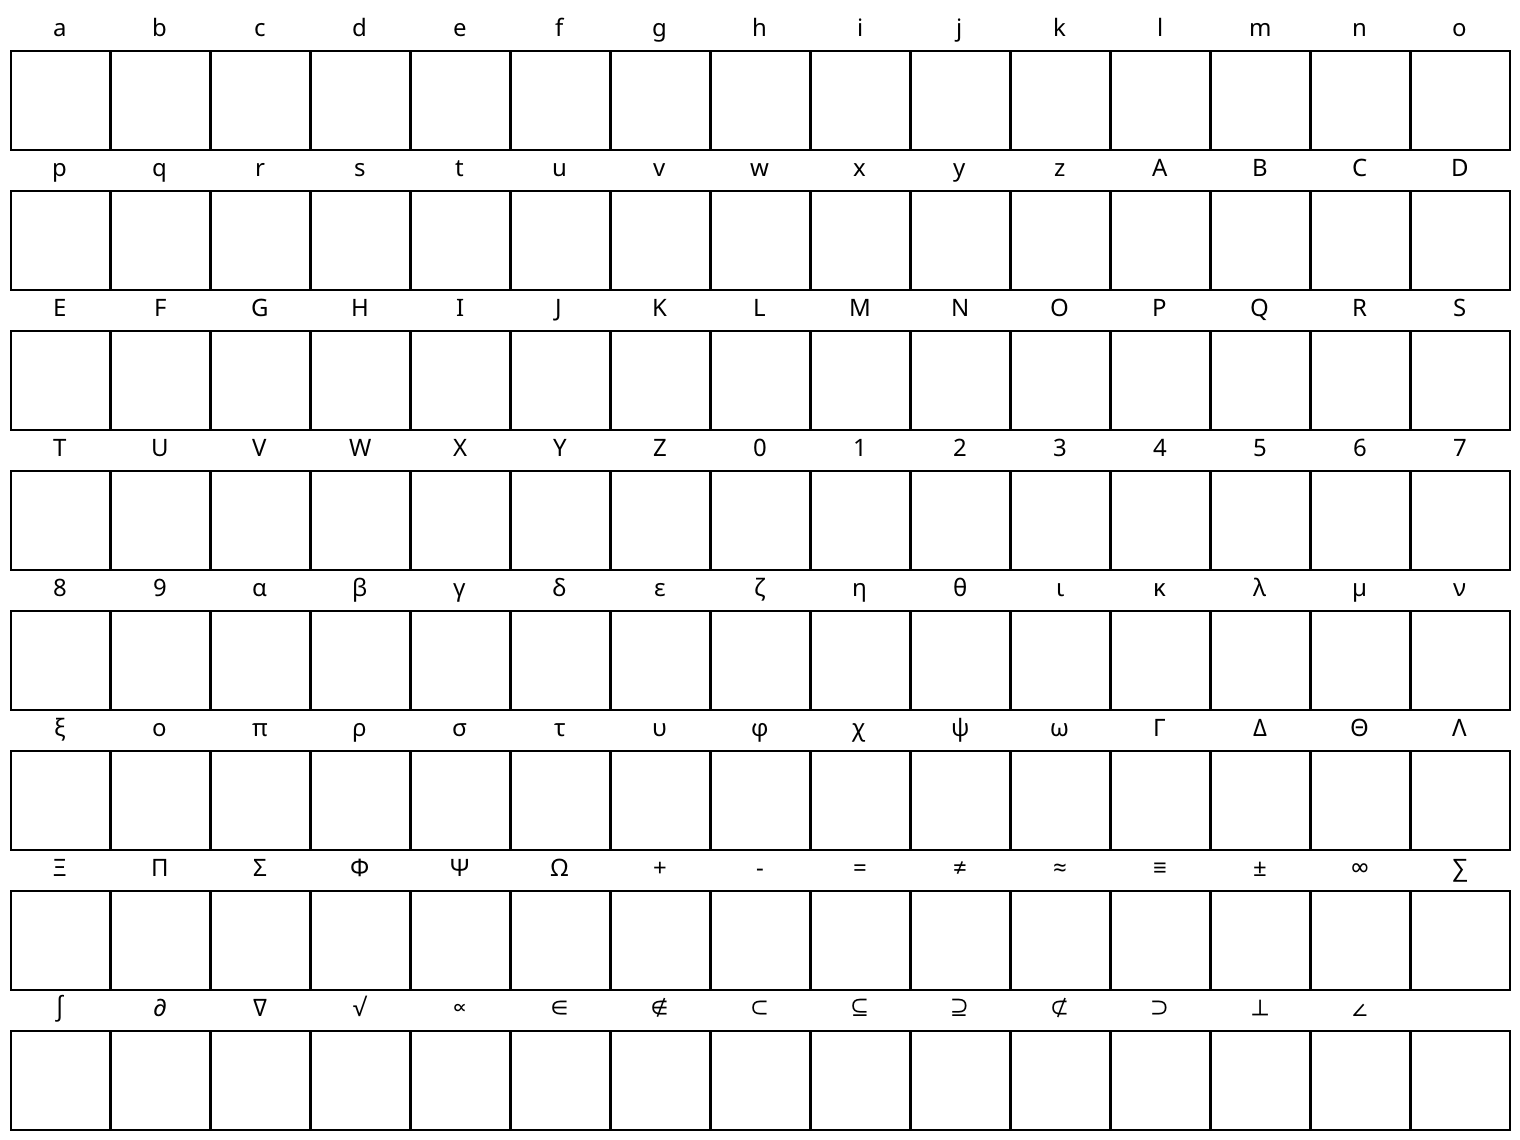 a b c d e f g h i j k l m n o
p q r s t u v w x y z A B C D
E F G H I J K L M N O P Q R S
T U V W X Y Z 0 1 2 3 4 5 6 7
8 9 α β γ δ ε ζ η θ ι κ λ μ ν
ξ ο π ρ σ τ υ φ χ ψ ω Γ Δ Θ Λ
Ξ Π Σ Φ Ψ Ω + - = ≠ ≈ ≡ ± ∞ ∑
∫ ∂ ∇ √ ∝ ∈ ∉ ⊂ ⊆ ⊇ ⊄ ⊃ ⊥ ∠